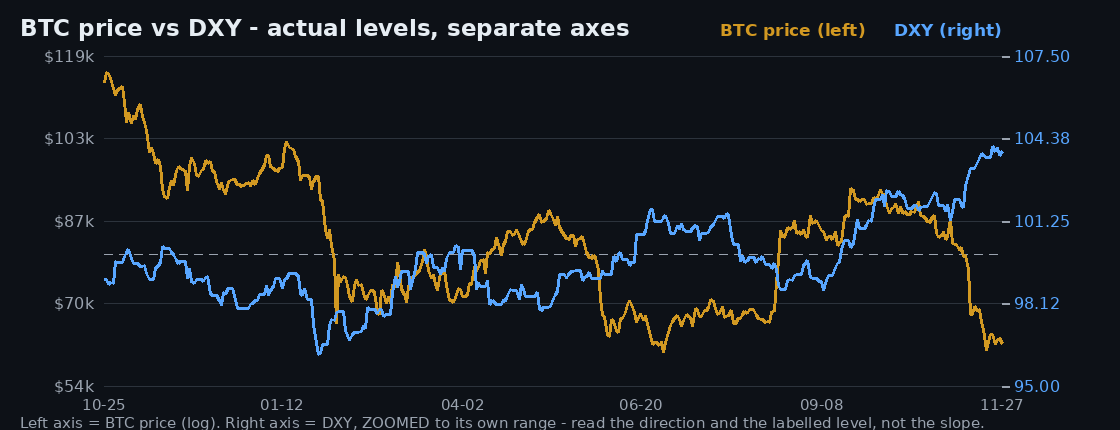 BTC price vs DXY - actual levels, separate axes
BTC price (left) DXY (right)
$119k 107.50
$103k 104.38
$87k 101.25
$70k 98.12
$54k 95.00
10-25 01-12 04-02 06-20 09-08 11-27
Left axis = BTC price (log). Right axis = DXY, ZOOMED to its own range - read the direction and the labelled level, not the slope.